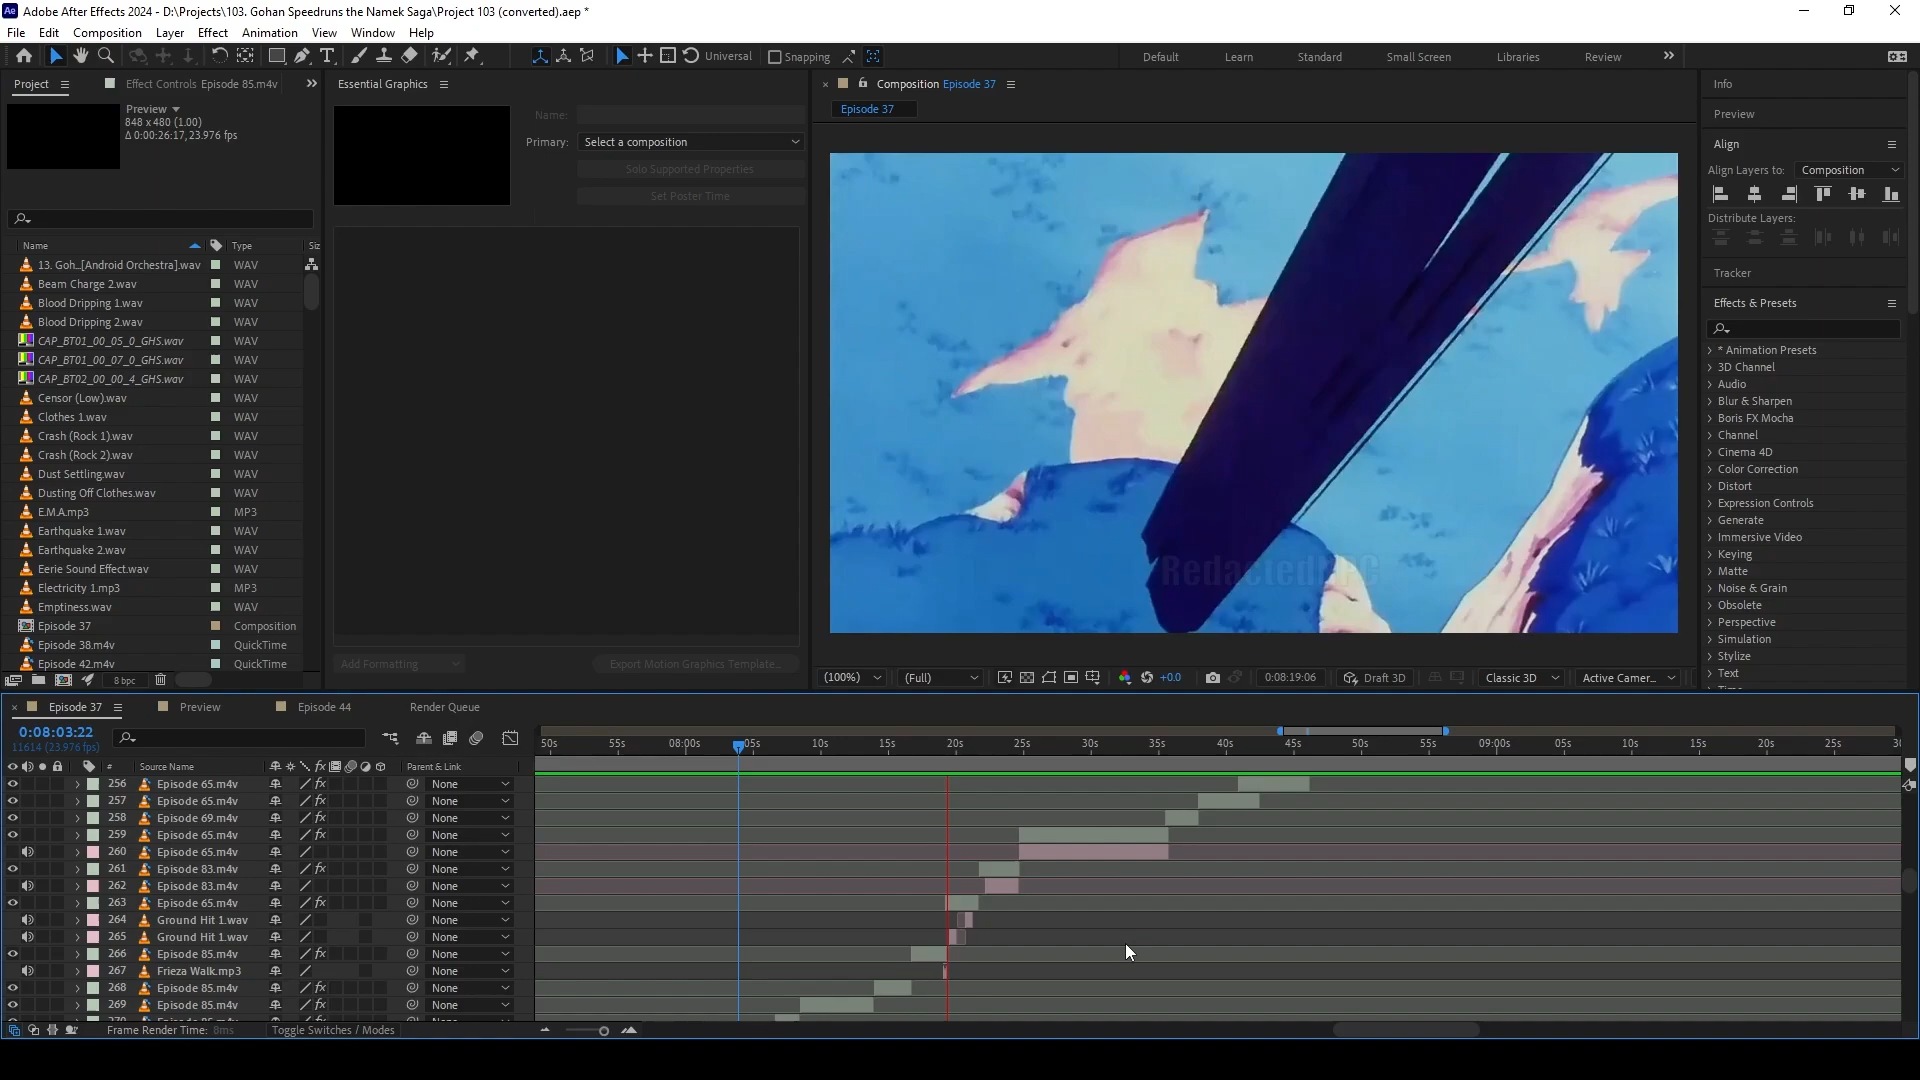 Adobe After Effects 2024 - D:\Projects\103. Gohan Speedruns the Namek Saga\Project 103 (converted).aep *
File Edit Composition Layer Effect Animation View Window Help
Universal Snapping Default Learn Standard Small Screen Libraries Review
Project Effect Controls Episode 85.m4v
Preview
848 x 480 (1.00)
Δ 0:00:26:17, 23.976 fps
Name Type Siz
13. Goh...[Android Orchestra].wav WAV
Beam Charge 2.wav WAV
Blood Dripping 1.wav WAV
Blood Dripping 2.wav WAV
CAP_BT01_00_05_0_GHS.wav WAV
CAP_BT01_00_07_0_GHS.wav WAV
CAP_BT02_00_00_4_GHS.wav WAV
Censor (Low).wav WAV
Clothes 1.wav WAV
Crash (Rock 1).wav WAV
Crash (Rock 2).wav WAV
Dust Settling.wav WAV
Dusting Off Clothes.wav WAV
E.M.A.mp3 MP3
Earthquake 1.wav WAV
Earthquake 2.wav WAV
Eerie Sound Effect.wav WAV
Electricity 1.mp3 MP3
Emptiness.wav WAV
Episode 37 Composition
Episode 38.m4v QuickTime
Episode 42.m4v QuickTime
8 bpc
Essential Graphics
Name:
Primary: Select a composition
Solo Supported Properties
Set Poster Time
Add Formatting Export Motion Graphics Template...
Composition Episode 37
Episode 37
(100%) (Full) +0.0 0:08:19:06 Draft 3D Classic 3D Active Camer...
Info
Preview
Align
Align Layers to: Composition
Distribute Layers:
Tracker
Effects & Presets
* Animation Presets
3D Channel
Audio
Blur & Sharpen
Boris FX Mocha
Channel
Cinema 4D
Color Correction
Distort
Expression Controls
Generate
Immersive Video
Keying
Matte
Noise & Grain
Obsolete
Perspective
Simulation
Stylize
Text
Episode 37 Preview Episode 44 Render Queue
0:08:03:22
11614 (23.976 fps)
50s 55s 08:00s 05s 10s 15s 20s 25s 30s 35s 40s 45s 50s 55s 09:00s 05s 10s 15s 20s 25s 30
# Source Name fx Parent & Link
256 Episode 65.m4v fx None
257 Episode 65.m4v fx None
258 Episode 69.m4v fx None
259 Episode 65.m4v fx None
260 Episode 65.m4v None
261 Episode 83.m4v fx None
262 Episode 83.m4v None
263 Episode 65.m4v fx None
264 Ground Hit 1.wav None
265 Ground Hit 1.wav None
266 Episode 85.m4v fx None
267 Frieza Walk.mp3 None
268 Episode 85.m4v fx None
269 Episode 85.m4v fx None
Frame Render Time: 8ms Toggle Switches / Modes